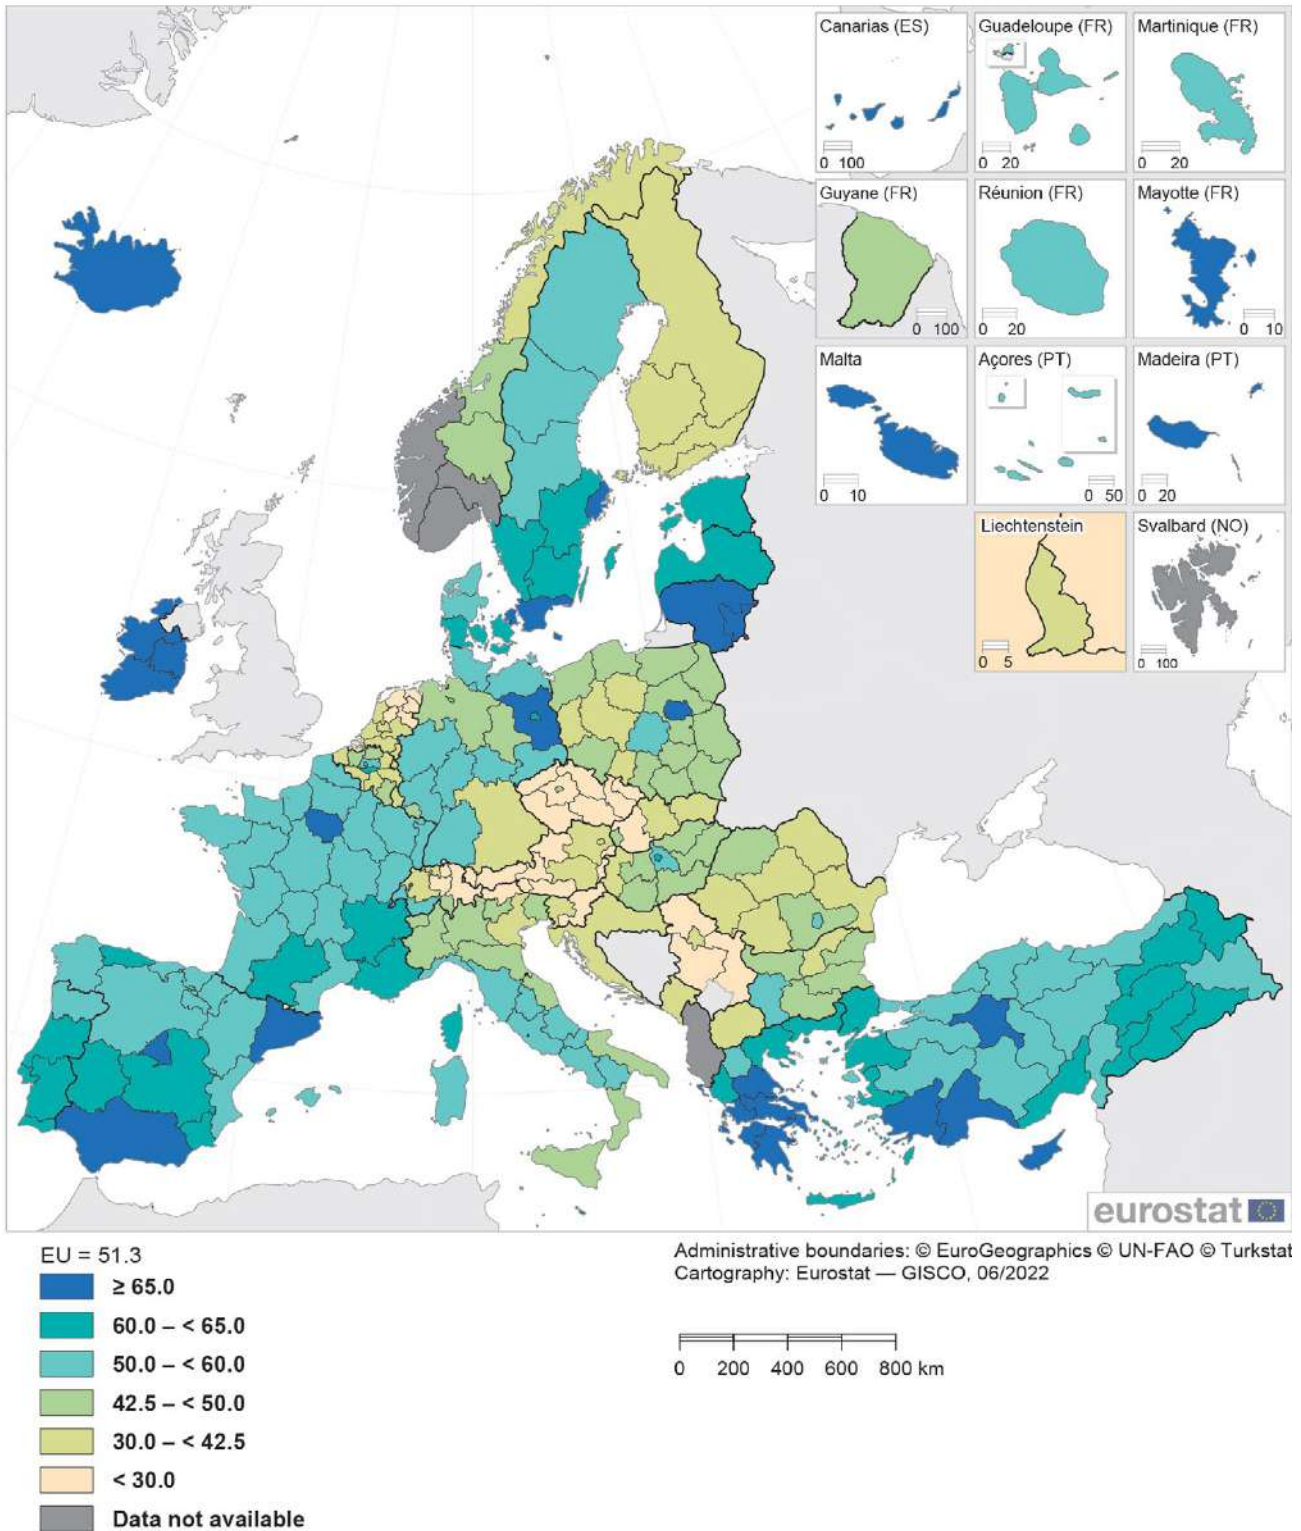 Canarias (ES)
0 100
Guadeloupe (FR)
0 20
Martinique (FR)
0 20
Guyane (FR)
0 100
Réunion (FR)
0 20
Mayotte (FR)
0 10
Malta
0 10
Açores (PT)
0 50
Madeira (PT)
0 20
Liechtenstein
0 5
Svalbard (NO)
0 100
eurostat
EU = 51.3
≥ 65.0
60.0 – < 65.0
50.0 – < 60.0
42.5 – < 50.0
30.0 – < 42.5
< 30.0
Data not available
Administrative boundaries: © EuroGeographics © UN-FAO © Turkstat
Cartography: Eurostat — GISCO, 06/2022
0 200 400 600 800 km